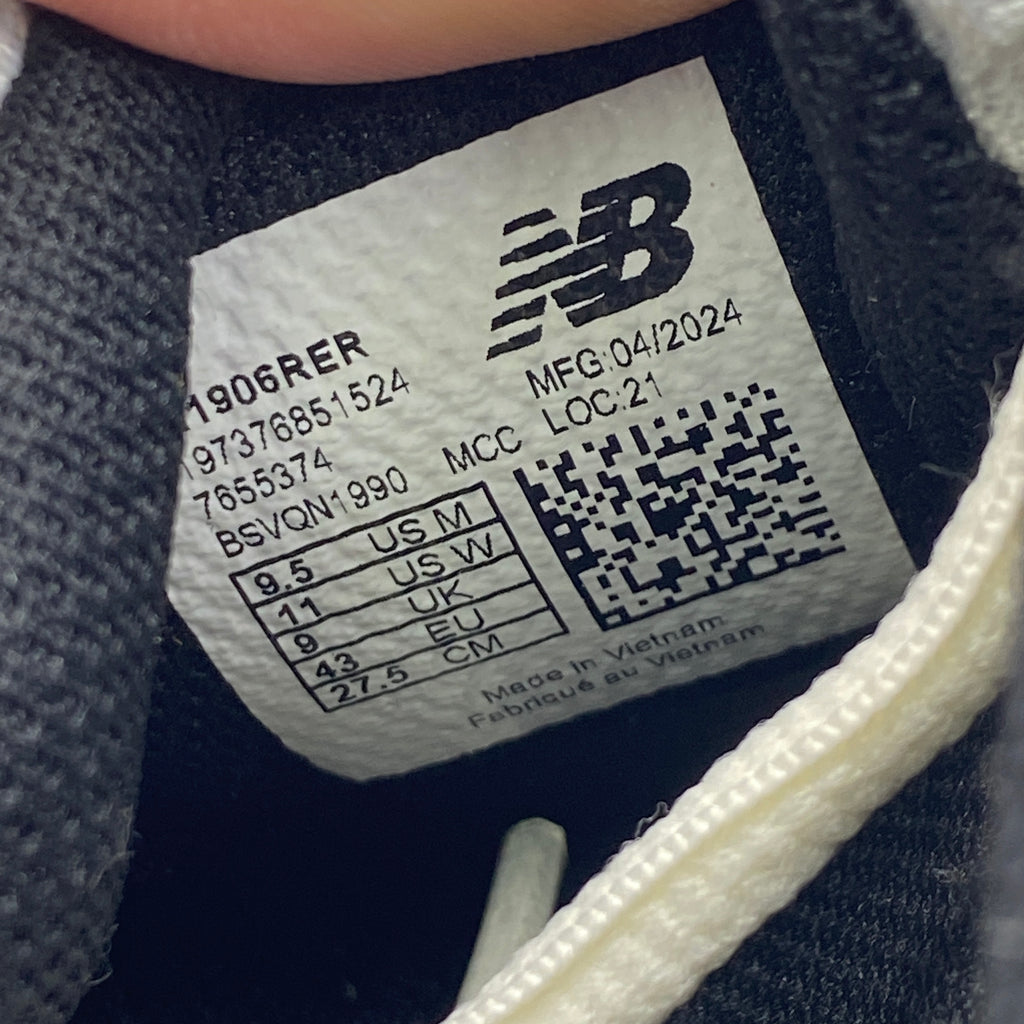 NB
MFG:04/2024
LOC:21
1906RER
197376851524
7655374
BSVQN1990 MCC
9.5 US M
11 US W
9 UK
43 EU
27.5 CM
Made in Vietnam
Fabriqué au Vietnam